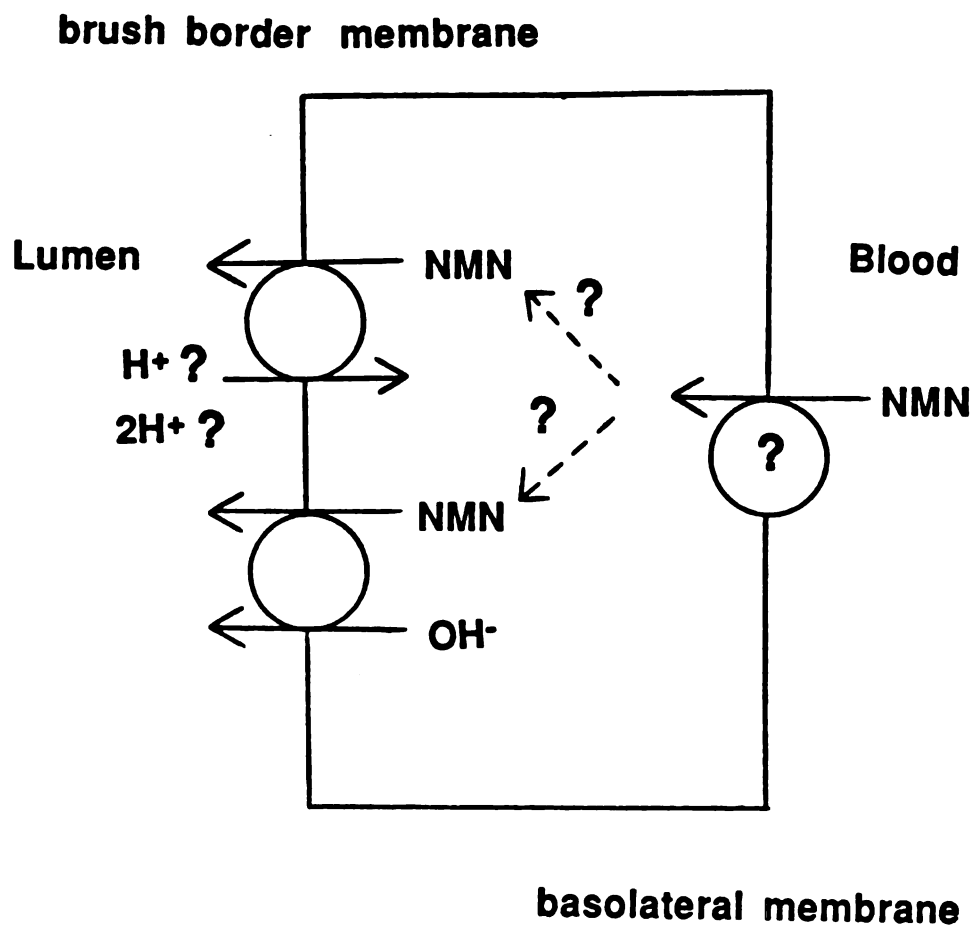 brush border membrane
Lumen
NMN
?
Blood
H+ ?
2H+ ?
?
NMN
?
NMN
OH-
basolateral membrane